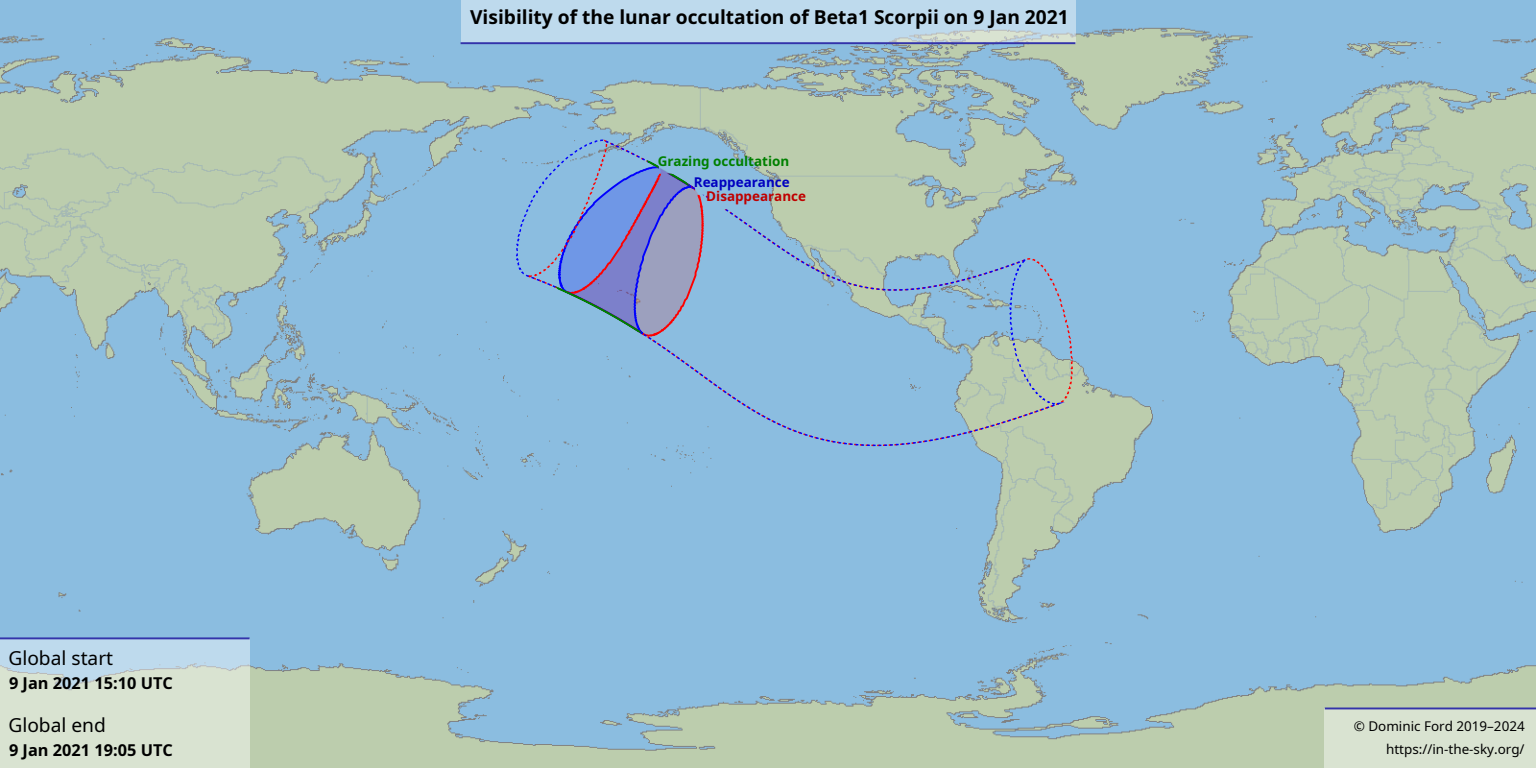 Visibility of the lunar occultation of Beta1 Scorpii on 9 Jan 2021
Grazing occultation
Reappearance
Disappearance
Global start
9 Jan 2021 15:10 UTC
Global end
9 Jan 2021 19:05 UTC
© Dominic Ford 2019–2024
https://in-the-sky.org/